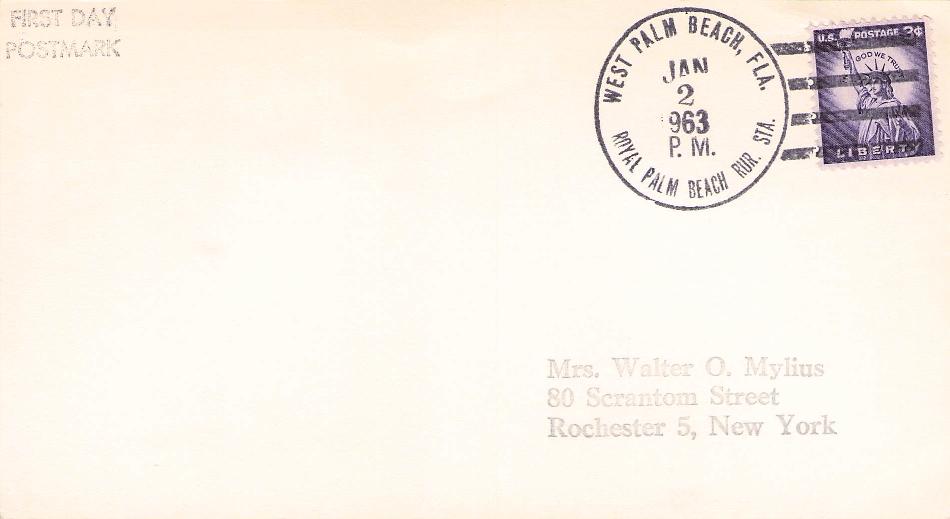 FIRST DAY
POSTMARK
WEST PALM BEACH, FLA.
JAN
2
963
P. M.
ROYAL PALM BEACH RUR. STA.
U.S. POSTAGE 3¢
IN GOD WE TRUST
LIBERTY
Mrs. Walter O. Mylius
80 Scrantom Street
Rochester 5, New York